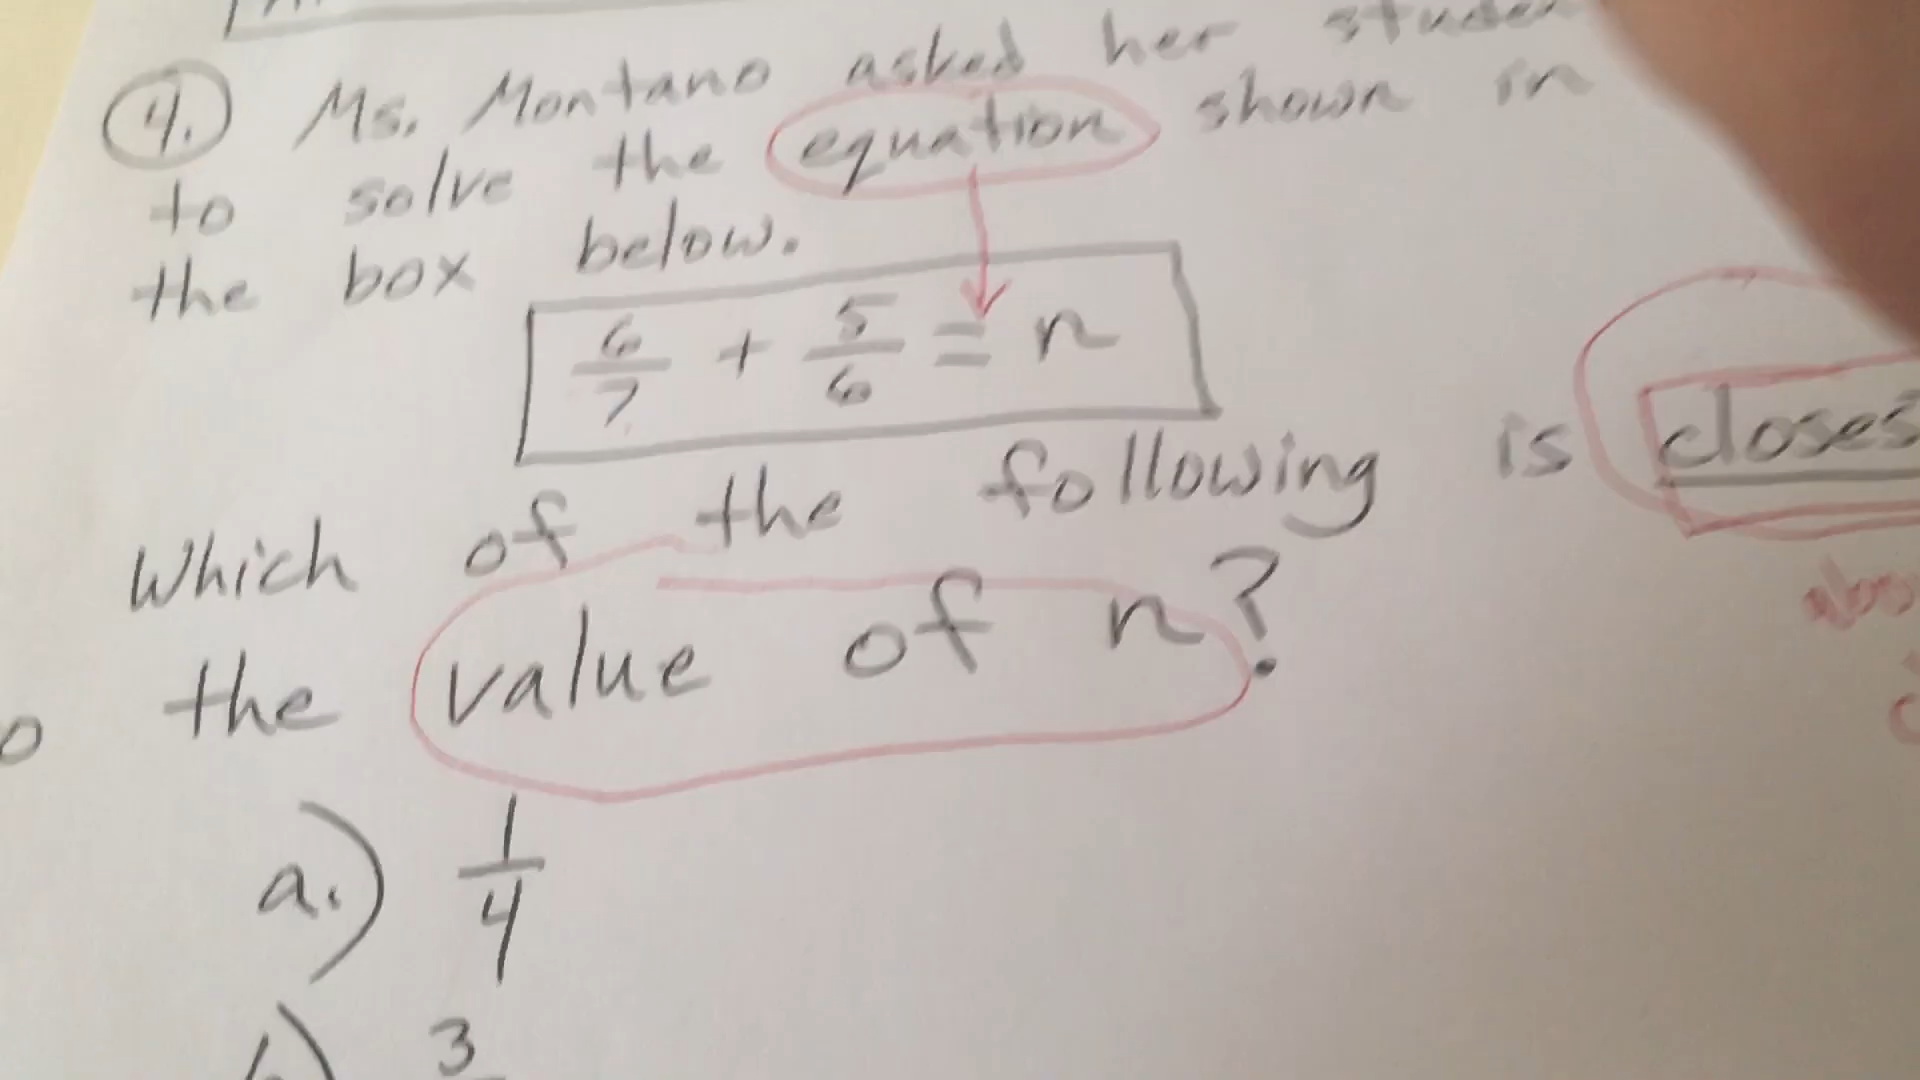 4. Ms. Montano asked her
to solve the equation shown in
the box below.
6/7 + 5/6 = n
Which of the following is
the value of n?
a.) 1/4
b.) 3